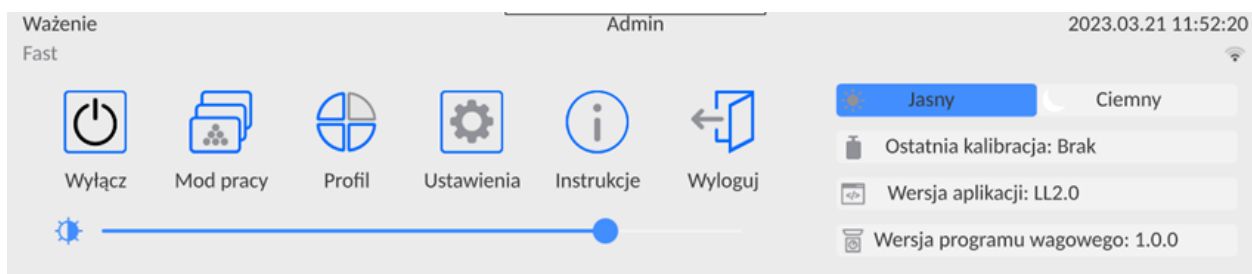 Ważenie Admin 2023.03.21 11:52:20
Fast
Jasny Ciemny
Ostatnia kalibracja: Brak
Wyłącz Mod pracy Profil Ustawienia Instrukcje Wyloguj
Wersja aplikacji: LL2.0
Wersja programu wagowego: 1.0.0